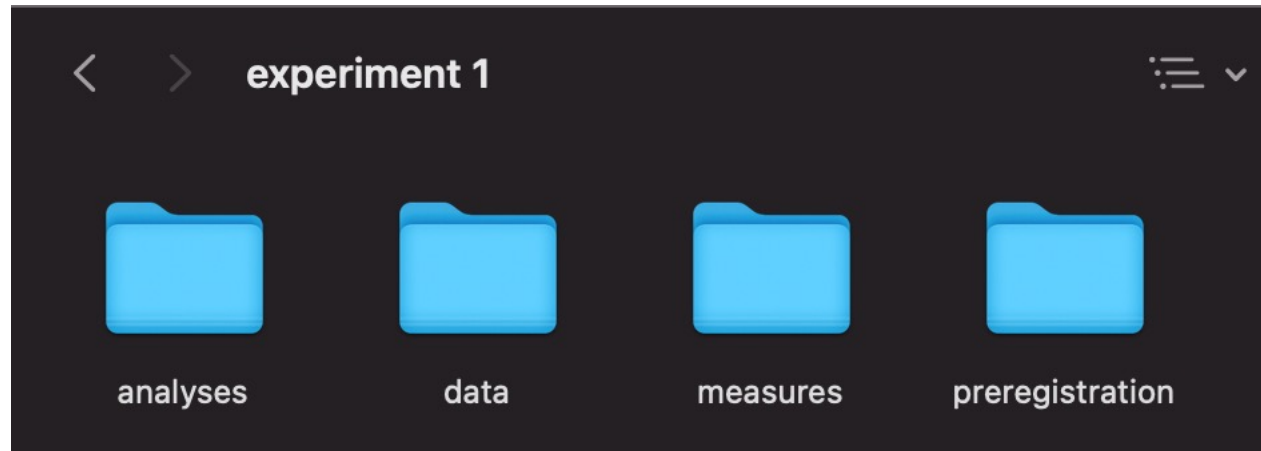 experiment 1
analyses data measures preregistration